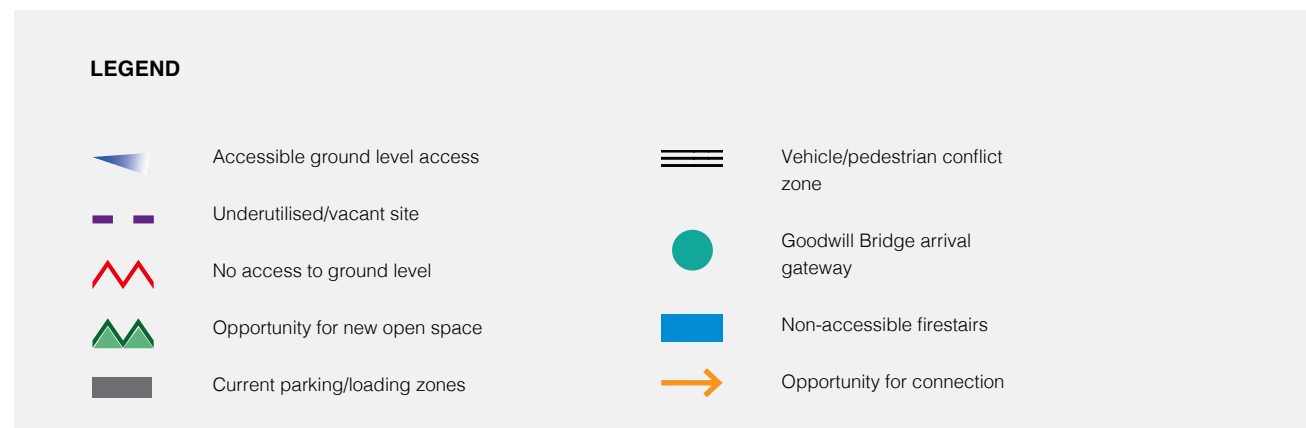 LEGEND
Accessible ground level access
Underutilised/vacant site
No access to ground level
Opportunity for new open space
Current parking/loading zones
Vehicle/pedestrian conflict
zone
Goodwill Bridge arrival
gateway
Non-accessible firestairs
Opportunity for connection